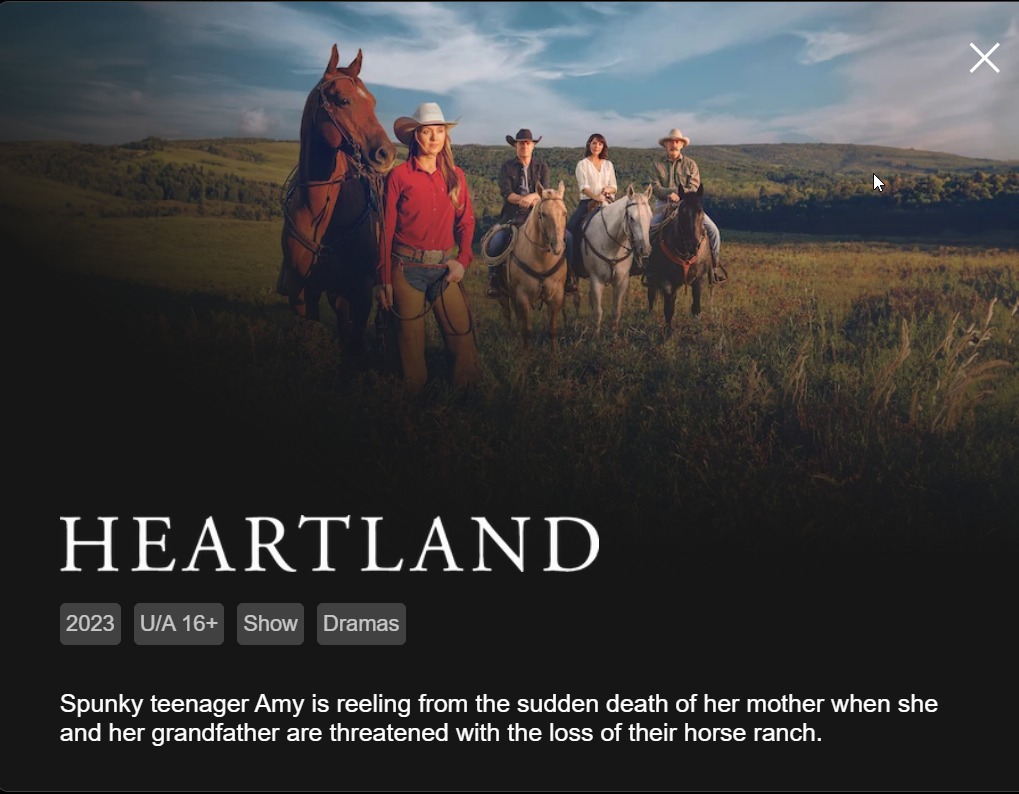 HEARTLAND
2023 U/A 16+ Show Dramas
Spunky teenager Amy is reeling from the sudden death of her mother when she
and her grandfather are threatened with the loss of their horse ranch.